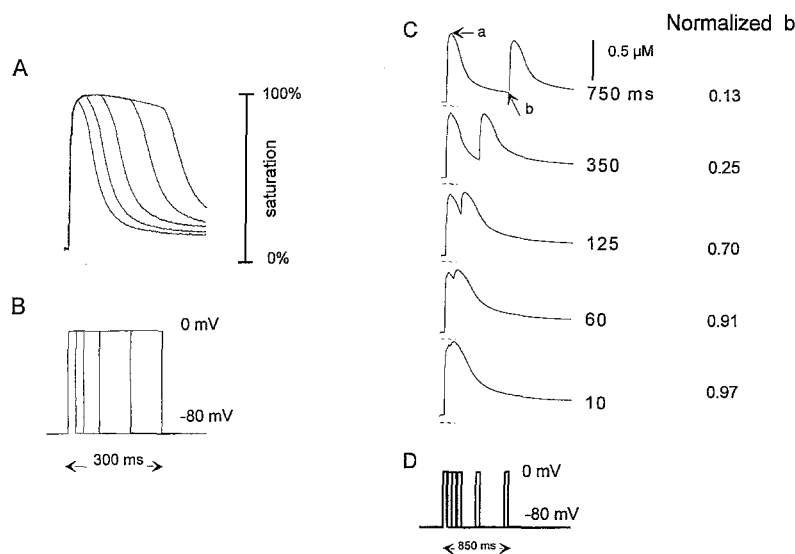 C
Normalized b
a
0.5 μM
A
100%
saturation
0%
b
750 ms
0.13
350
0.25
125
0.70
B
0 mV
-80 mV
300 ms
60
0.91
10
0.97
D
0 mV
-80 mV
850 ms